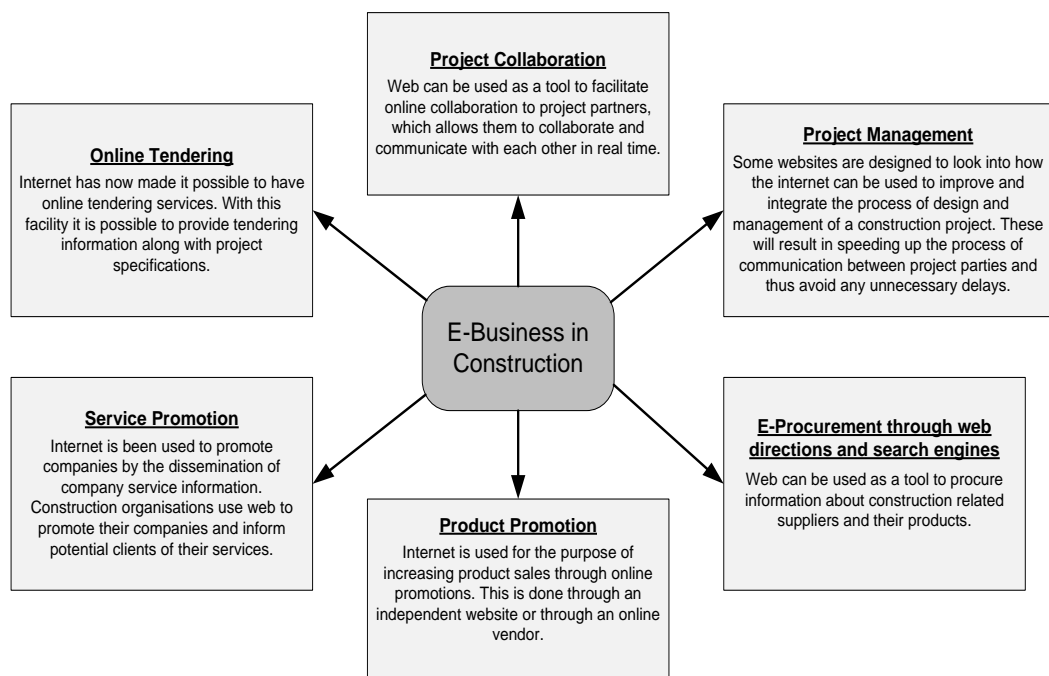 Project Collaboration
Web can be used as a tool to facilitate
online collaboration to project partners,
which allows them to collaborate and
communicate with each other in real time.
Online Tendering
Internet has now made it possible to have
online tendering services. With this
facility it is possible to provide tendering
information along with project
specifications.
Project Management
Some websites are designed to look into how
the internet can be used to improve and
integrate the process of design and
management of a construction project. These
will result in speeding up the process of
communication between project parties and
thus avoid any unnecessary delays.
E-Business in
Construction
Service Promotion
Internet is been used to promote
companies by the dissemination of
company service information.
Construction organisations use web to
promote their companies and inform
potential clients of their services.
Product Promotion
Internet is used for the purpose of
increasing product sales through online
promotions. This is done through an
independent website or through an online
vendor.
E-Procurement through web
directions and search engines
Web can be used as a tool to procure
information about construction related
suppliers and their products.